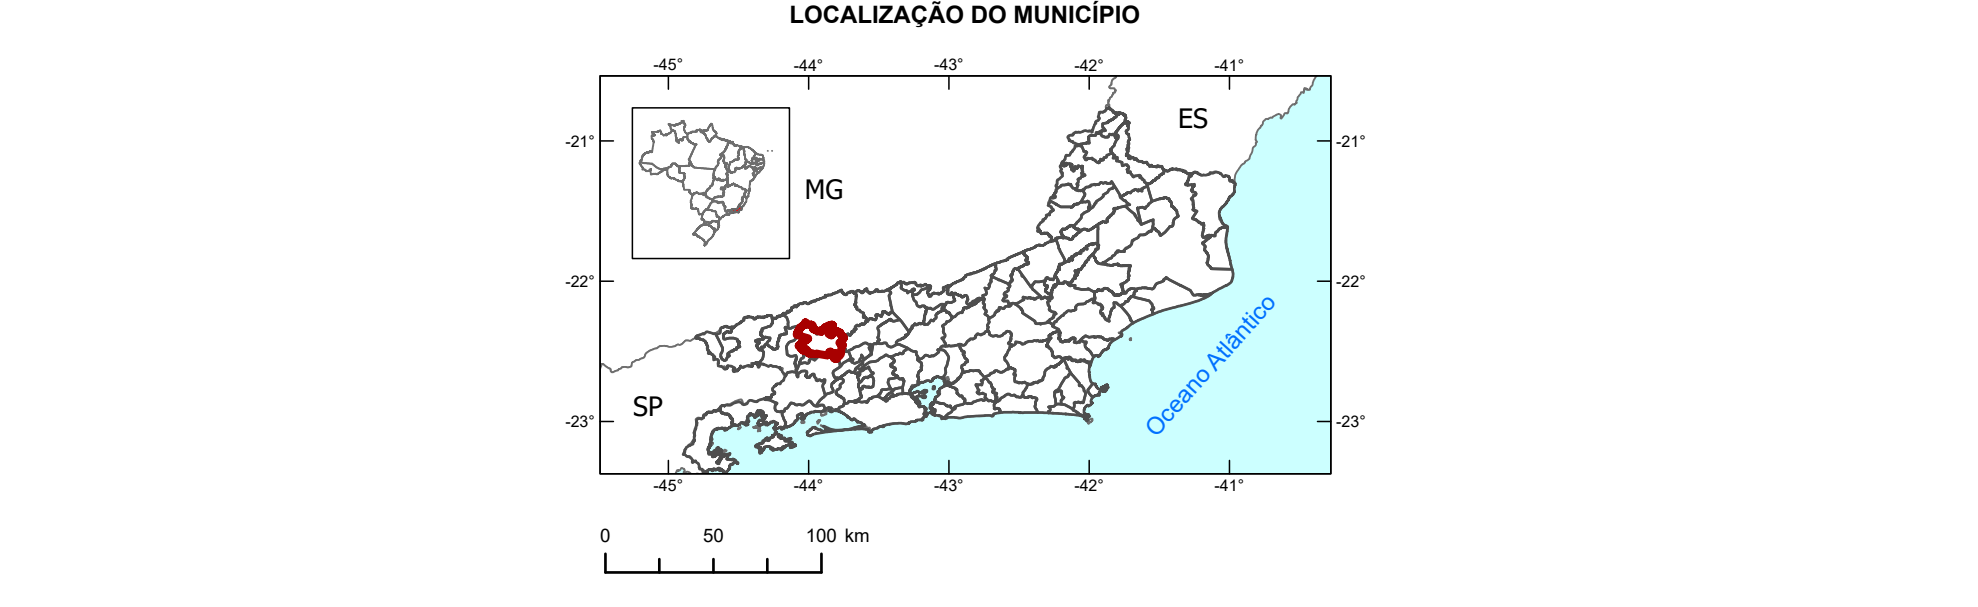 LOCALIZAÇÃO DO MUNICÍPIO
-45° -44° -43° -42° -41°
ES
-21° -21°
MG
-22° -22°
Oceano Atlântico
SP
-23° -23°
-45° -44° -43° -42° -41°
0 50 100 km